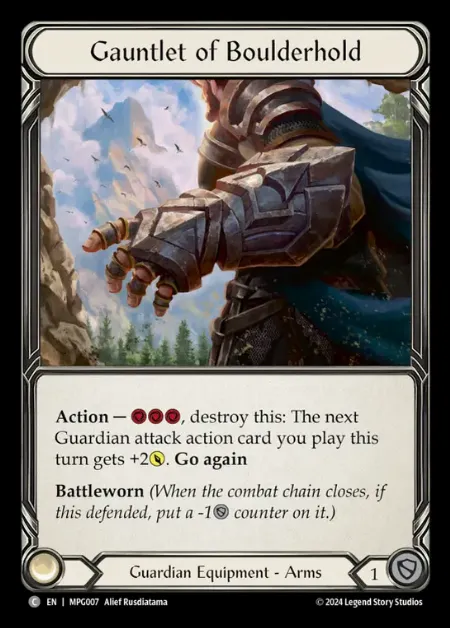 Gauntlet of Boulderhold
Action — , destroy this: The next
Guardian attack action card you play this
turn gets +2. Go again
Battleworn (When the combat chain closes, if
this defended, put a -1 counter on it.)
Guardian Equipment - Arms
1
C EN | MPG007 Alief Rusdiatama
© 2024 Legend Story Studios